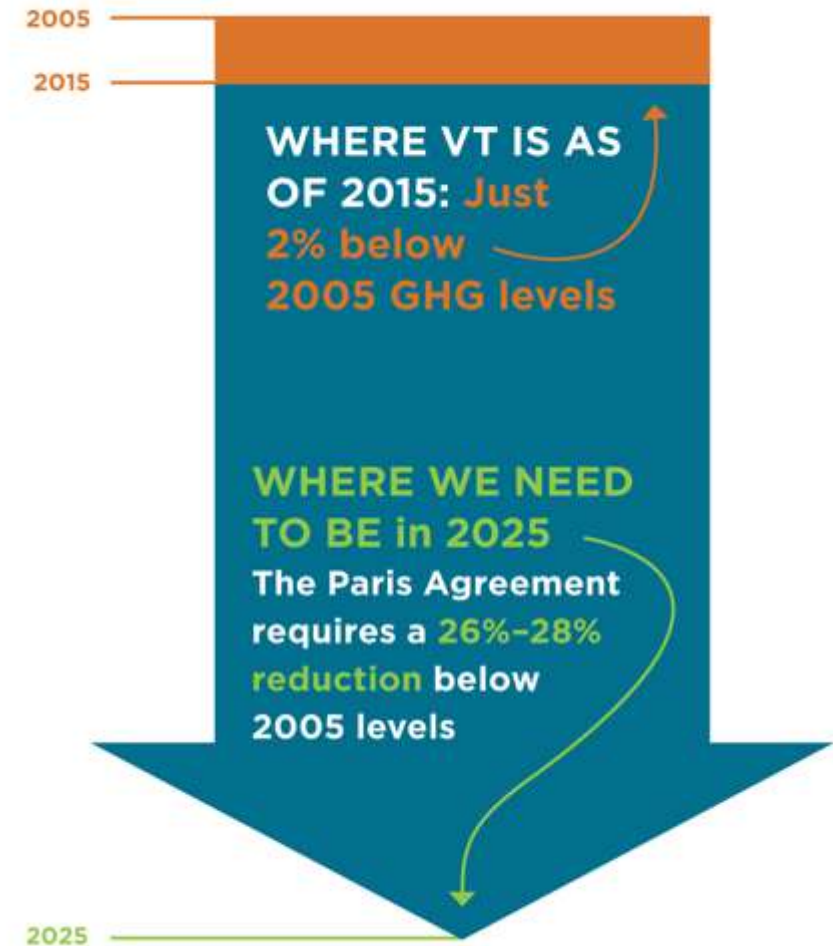 2005
2015
WHERE VT IS AS
OF 2015: Just
2% below
2005 GHG levels
WHERE WE NEED
TO BE in 2025
The Paris Agreement
requires a 26%–28%
reduction below
2005 levels
2025